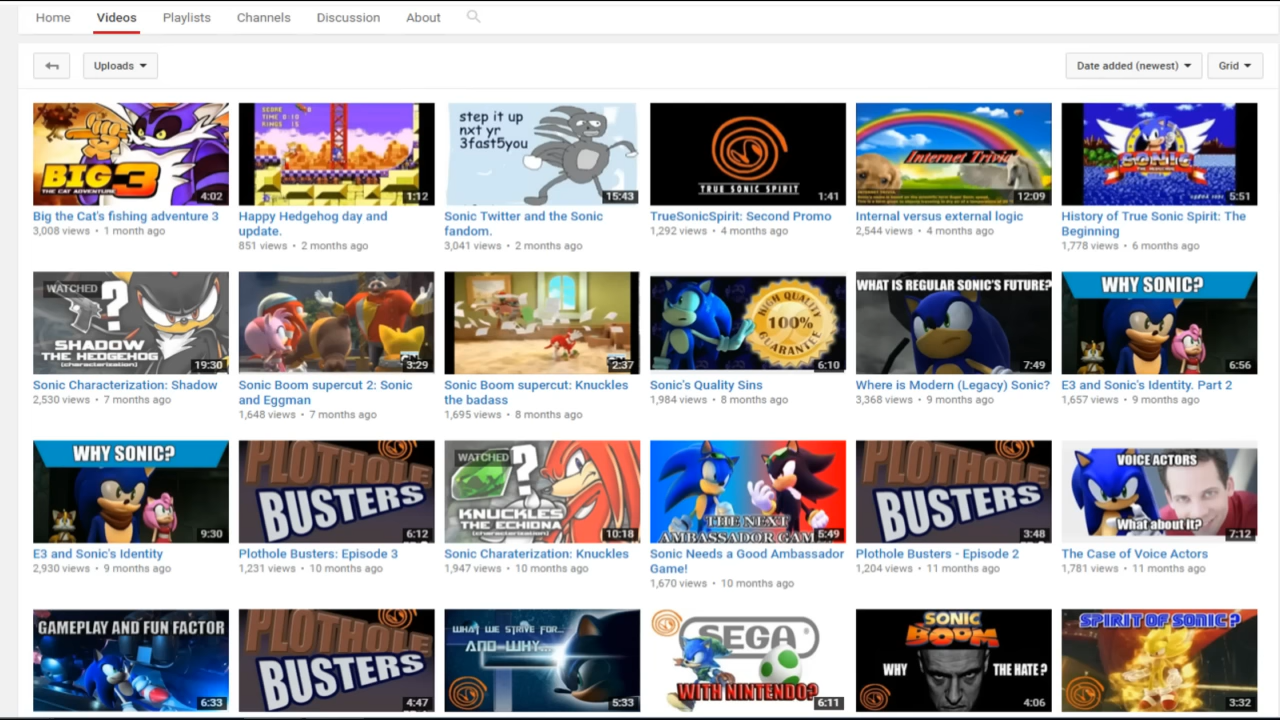 Home Videos Playlists Channels Discussion About
Uploads Date added (newest) Grid
BIG 3
THE CAT ADVENTURE
4:02
Big the Cat's fishing adventure 3
3,008 views • 1 month ago
SCORE
TIME 0:10
RINGS 15
1:12
Happy Hedgehog day and
update.
851 views • 2 months ago
step it up
nxt yr
3fast5you
15:43
Sonic Twitter and the Sonic
fandom.
3,041 views • 2 months ago
TRUE SONIC SPIRIT
1:41
TrueSonicSpirit: Second Promo
1,292 views • 4 months ago
Internet Trivia
12:09
Internal versus external logic
2,544 views • 4 months ago
SONIC
5:51
History of True Sonic Spirit: The
Beginning
1,778 views • 6 months ago
WATCHED
?
SHADOW
THE HEDGEHOG
(characterization)
19:30
Sonic Characterization: Shadow
2,530 views • 7 months ago
3:29
Sonic Boom supercut 2: Sonic
and Eggman
1,648 views • 7 months ago
2:37
Sonic Boom supercut: Knuckles
the badass
1,695 views • 8 months ago
HIGH QUALITY
100%
GUARANTEE
6:10
Sonic's Quality Sins
1,984 views • 8 months ago
WHAT IS REGULAR SONIC'S FUTURE?
7:49
Where is Modern (Legacy) Sonic?
3,368 views • 9 months ago
WHY SONIC?
6:56
E3 and Sonic's Identity. Part 2
1,657 views • 9 months ago
WHY SONIC?
9:30
E3 and Sonic's Identity
2,930 views • 9 months ago
PLOTHOLE
BUSTERS
6:12
Plothole Busters: Episode 3
1,231 views • 10 months ago
WATCHED
?
KNUCKLES
THE ECHIDNA
(characterization)
10:18
Sonic Charaterization: Knuckles
1,947 views • 10 months ago
THE NEXT
AMBASSADOR GAM
5:49
Sonic Needs a Good Ambassador
Game!
1,670 views • 10 months ago
PLOTHOLE
BUSTERS
3:48
Plothole Busters - Episode 2
1,204 views • 11 months ago
VOICE ACTORS
What about it?
7:12
The Case of Voice Actors
1,781 views • 11 months ago
GAMEPLAY AND FUN FACTOR
6:33
PLOTHOLE
BUSTERS
4:47
WHAT WE STRIVE FOR...
AND WHY...
5:33
SEGA
WITH NINTENDO?
6:11
SONIC
BOOM
WHY THE HATE?
4:06
SPIRIT OF SONIC?
3:32